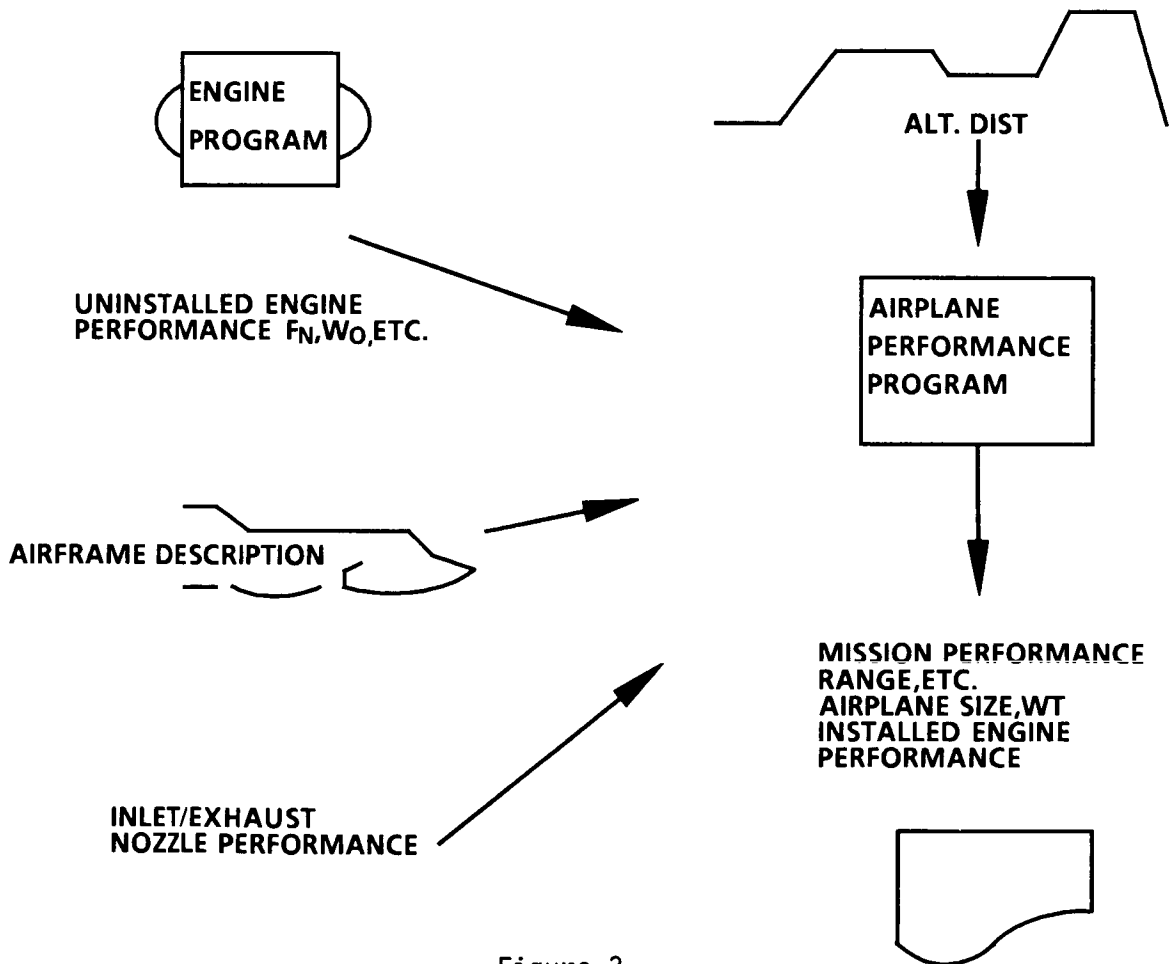 ENGINE
PROGRAM
ALT. DIST
UNINSTALLED ENGINE
PERFORMANCE FN,WO,ETC.
AIRPLANE
PERFORMANCE
PROGRAM
AIRFRAME DESCRIPTION
MISSION PERFORMANCE
RANGE,ETC.
AIRPLANE SIZE,WT
INSTALLED ENGINE
PERFORMANCE
INLET/EXHAUST
NOZZLE PERFORMANCE